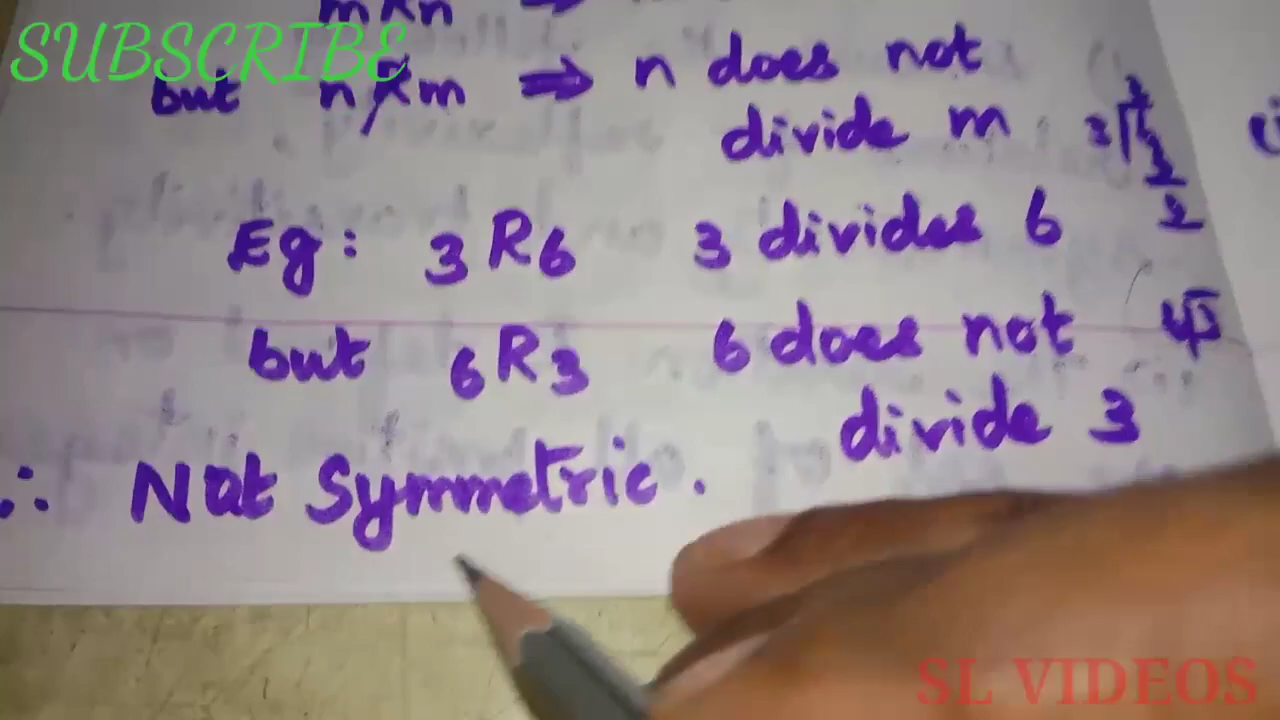 SUBSCRIBE
mRn ⇒
but n R̸ m ⇒ n does not
divide m
Eg: 3 R 6 3 divides 6
but 6 R 3 6 does not
divide 3
∴ Not Symmetric.
SL VIDEOS